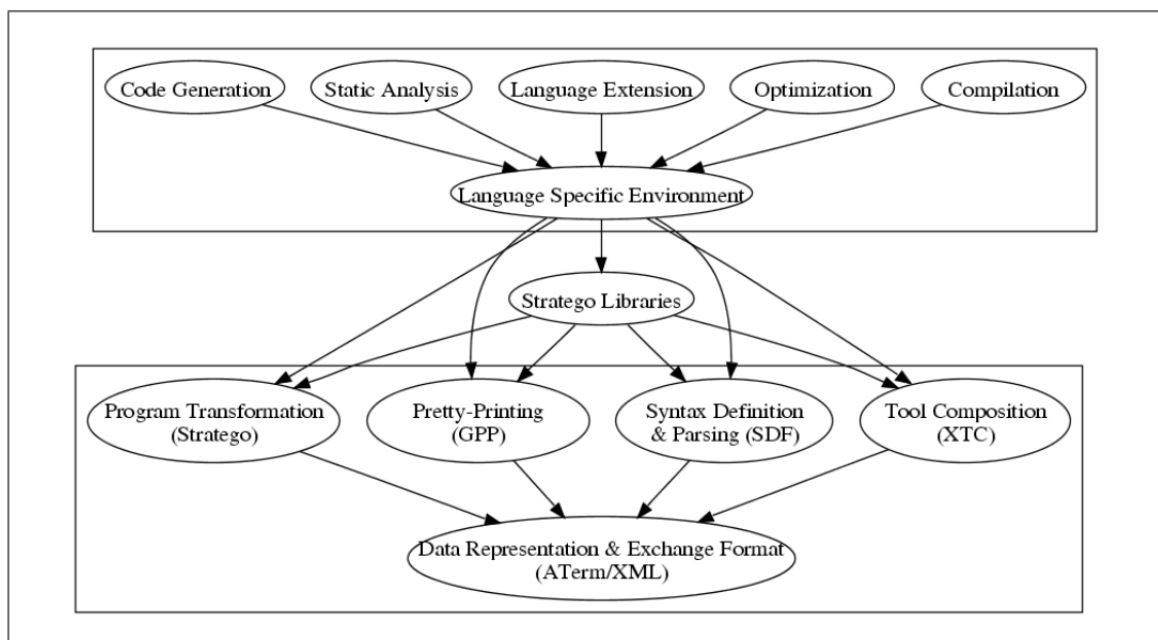 Code Generation
Static Analysis
Language Extension
Optimization
Compilation
Language Specific Environment
Stratego Libraries
Program Transformation
(Stratego)
Pretty-Printing
(GPP)
Syntax Definition
& Parsing (SDF)
Tool Composition
(XTC)
Data Representation & Exchange Format
(ATerm/XML)